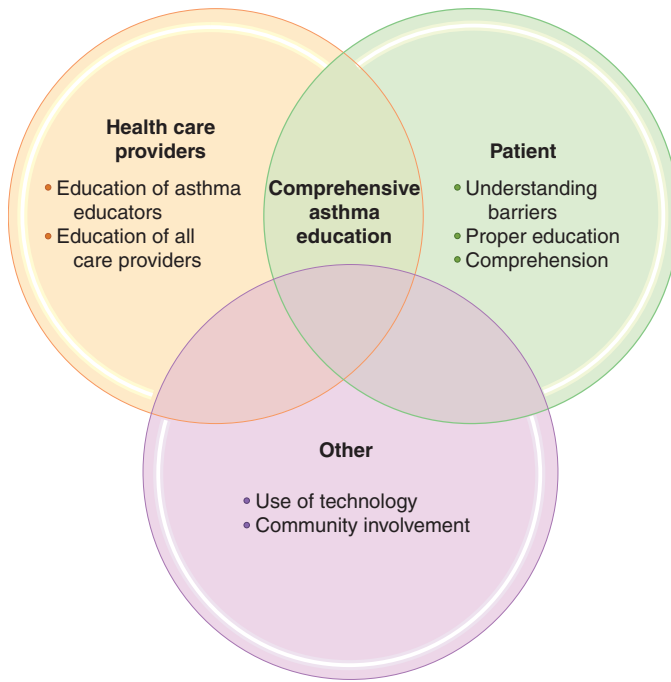 Health care
providers
• Education of asthma
educators
• Education of all
care providers
Comprehensive
asthma
education
Patient
• Understanding
barriers
• Proper education
• Comprehension
Other
• Use of technology
• Community involvement